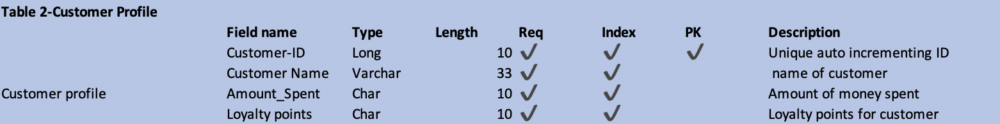 Table 2-Customer Profile
Field name Type Length Req Index PK Description
Customer-ID Long 10 ✔ ✔ ✔ Unique auto incrementing ID
Customer Name Varchar 33 ✔ ✔ name of customer
Customer profile Amount_Spent Char 10 ✔ ✔ Amount of money spent
Loyalty points Char 10 ✔ ✔ Loyalty points for customer